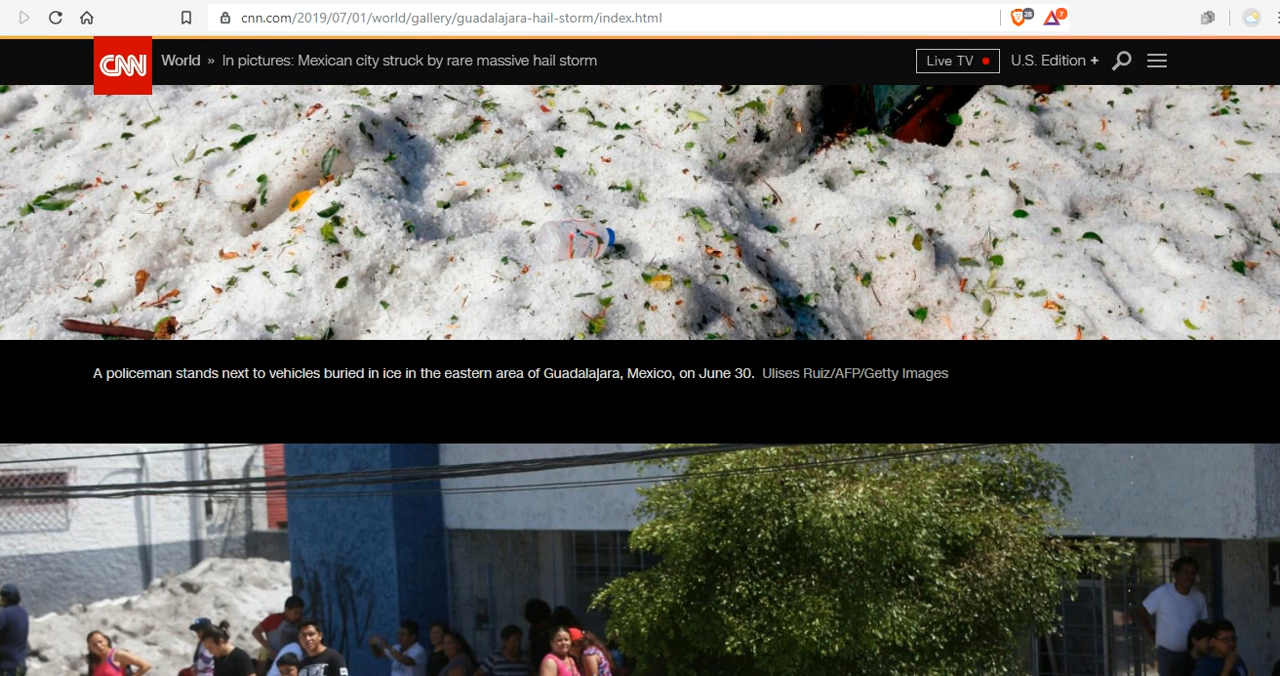 cnn.com/2019/07/01/world/gallery/guadalajara-hail-storm/index.html
28
7
CNN
World » In pictures: Mexican city struck by rare massive hail storm
Live TV
U.S. Edition +
A policeman stands next to vehicles buried in ice in the eastern area of Guadalajara, Mexico, on June 30. Ulises Ruiz/AFP/Getty Images